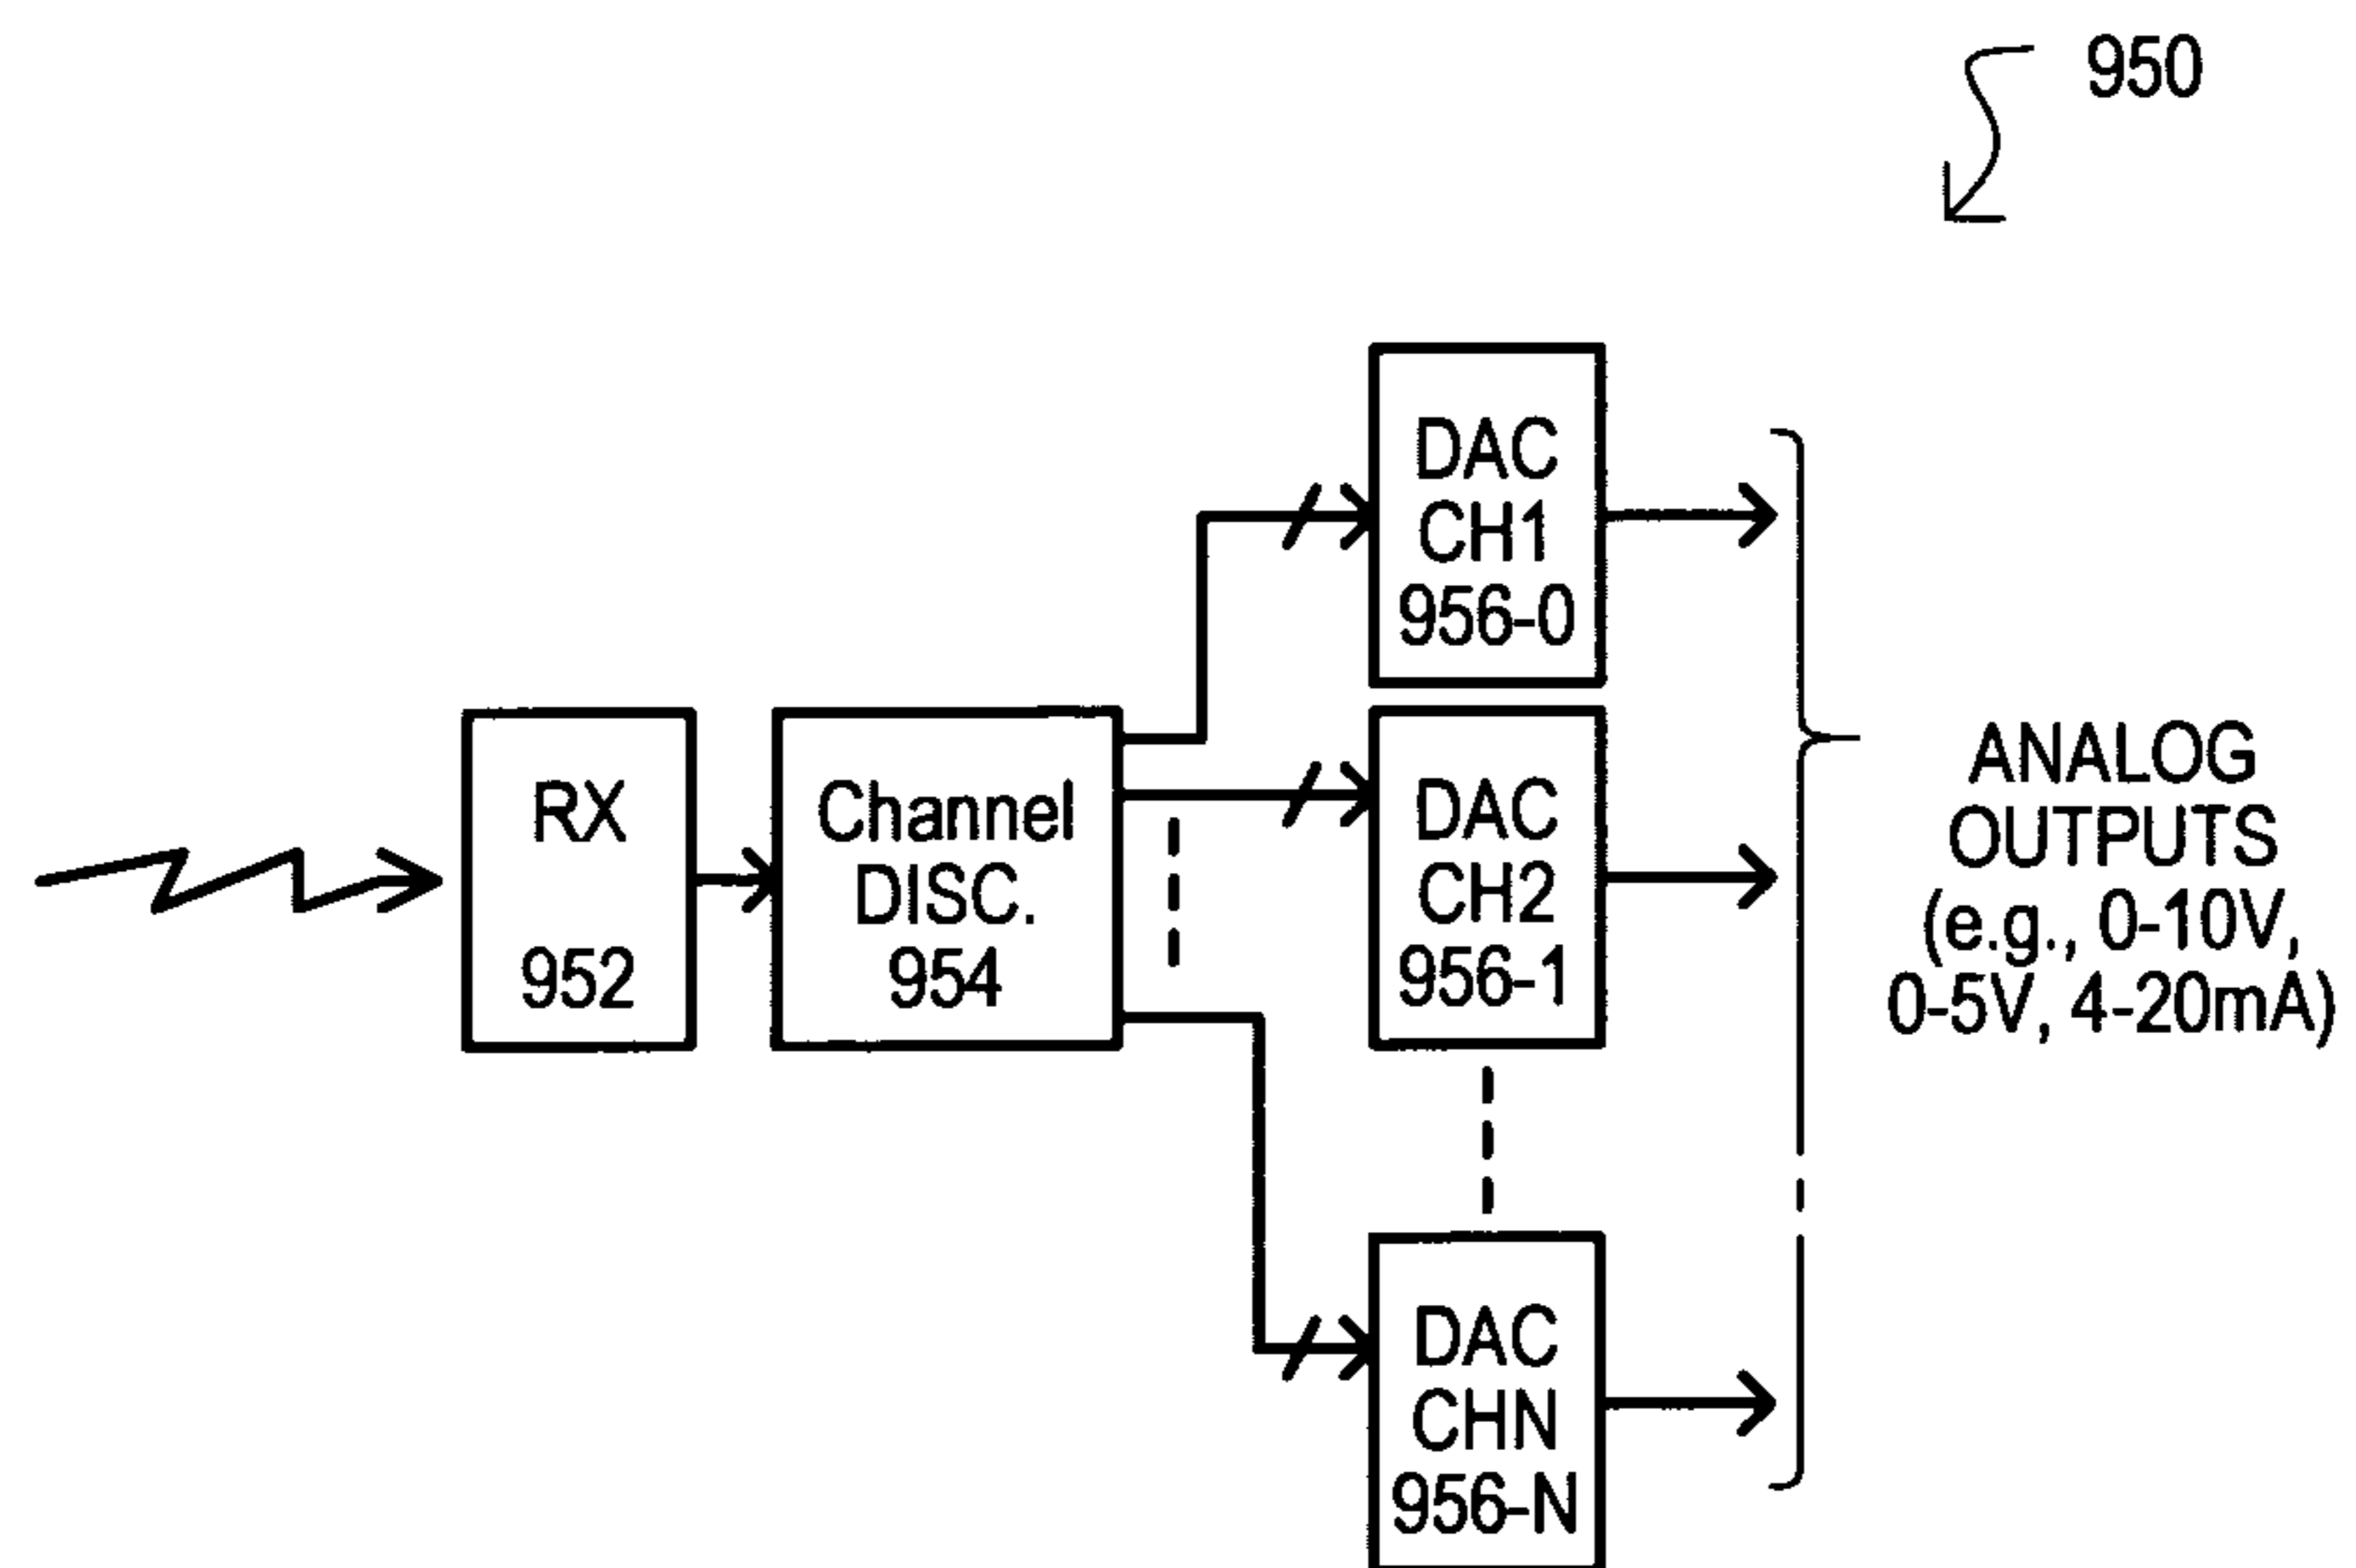 950
DAC
CH1
956-0
RX
952
Channel
DISC.
954
DAC
CH2
956-1
ANALOG
OUTPUTS
(e.g., 0-10V,
0-5V, 4-20mA)
DAC
CHN
956-N